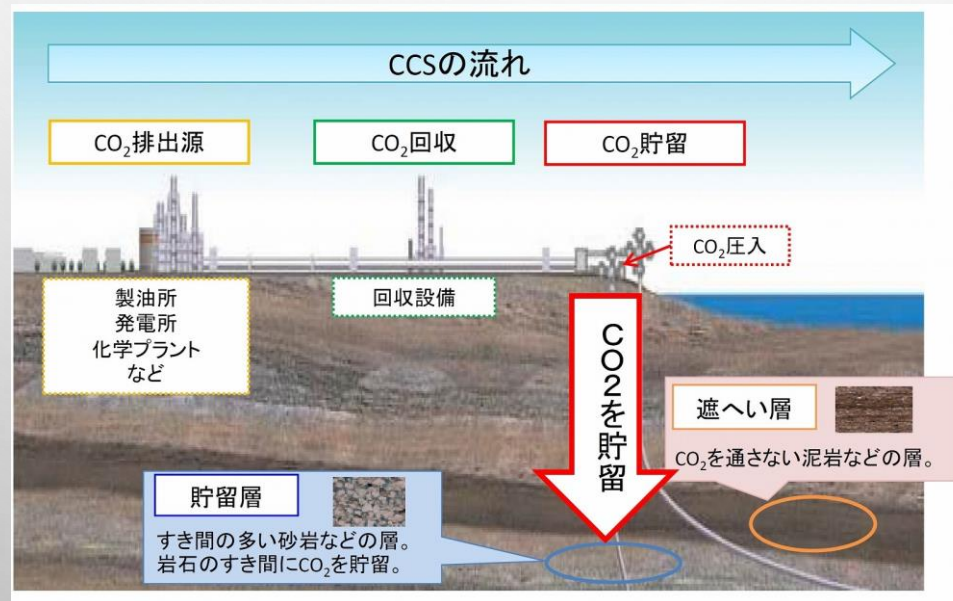 CCSの流れ
CO₂排出源
CO₂回収
CO₂貯留
CO₂圧入
製油所
発電所
化学プラント
など
回収設備
CO2を貯留
遮へい層
CO₂を通さない泥岩などの層。
貯留層
すき間の多い砂岩などの層。
岩石のすき間にCO₂を貯留。